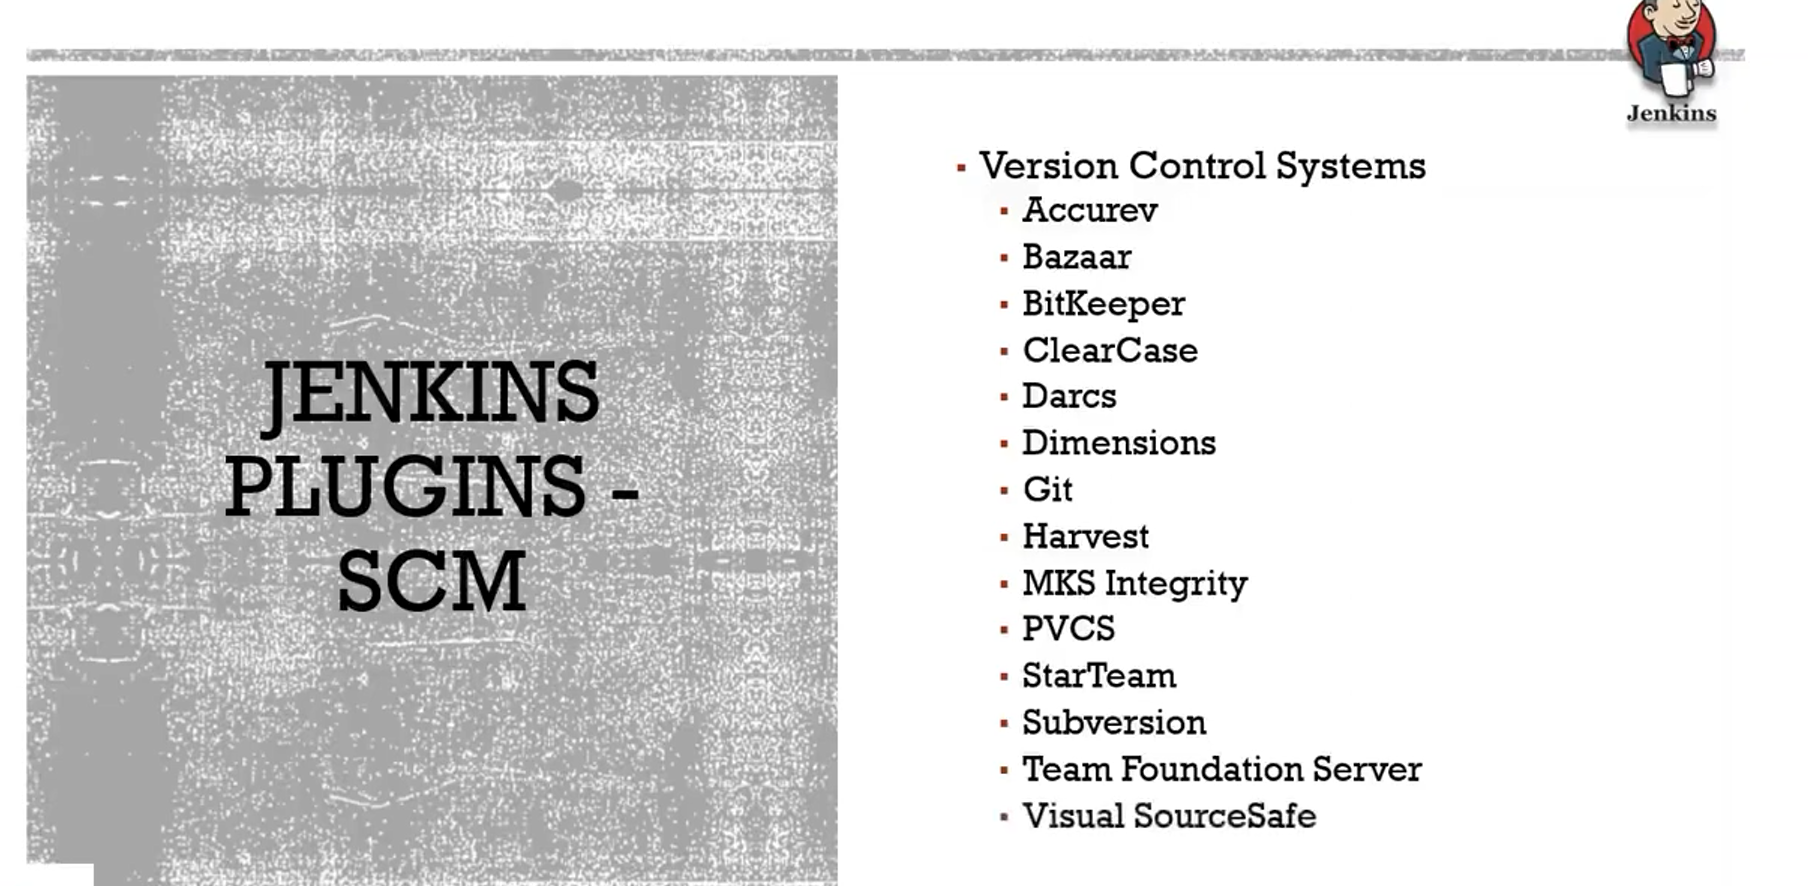 Jenkins
JENKINS
PLUGINS -
SCM
Version Control Systems
Accurev
Bazaar
BitKeeper
ClearCase
Darcs
Dimensions
Git
Harvest
MKS Integrity
PVCS
StarTeam
Subversion
Team Foundation Server
Visual SourceSafe